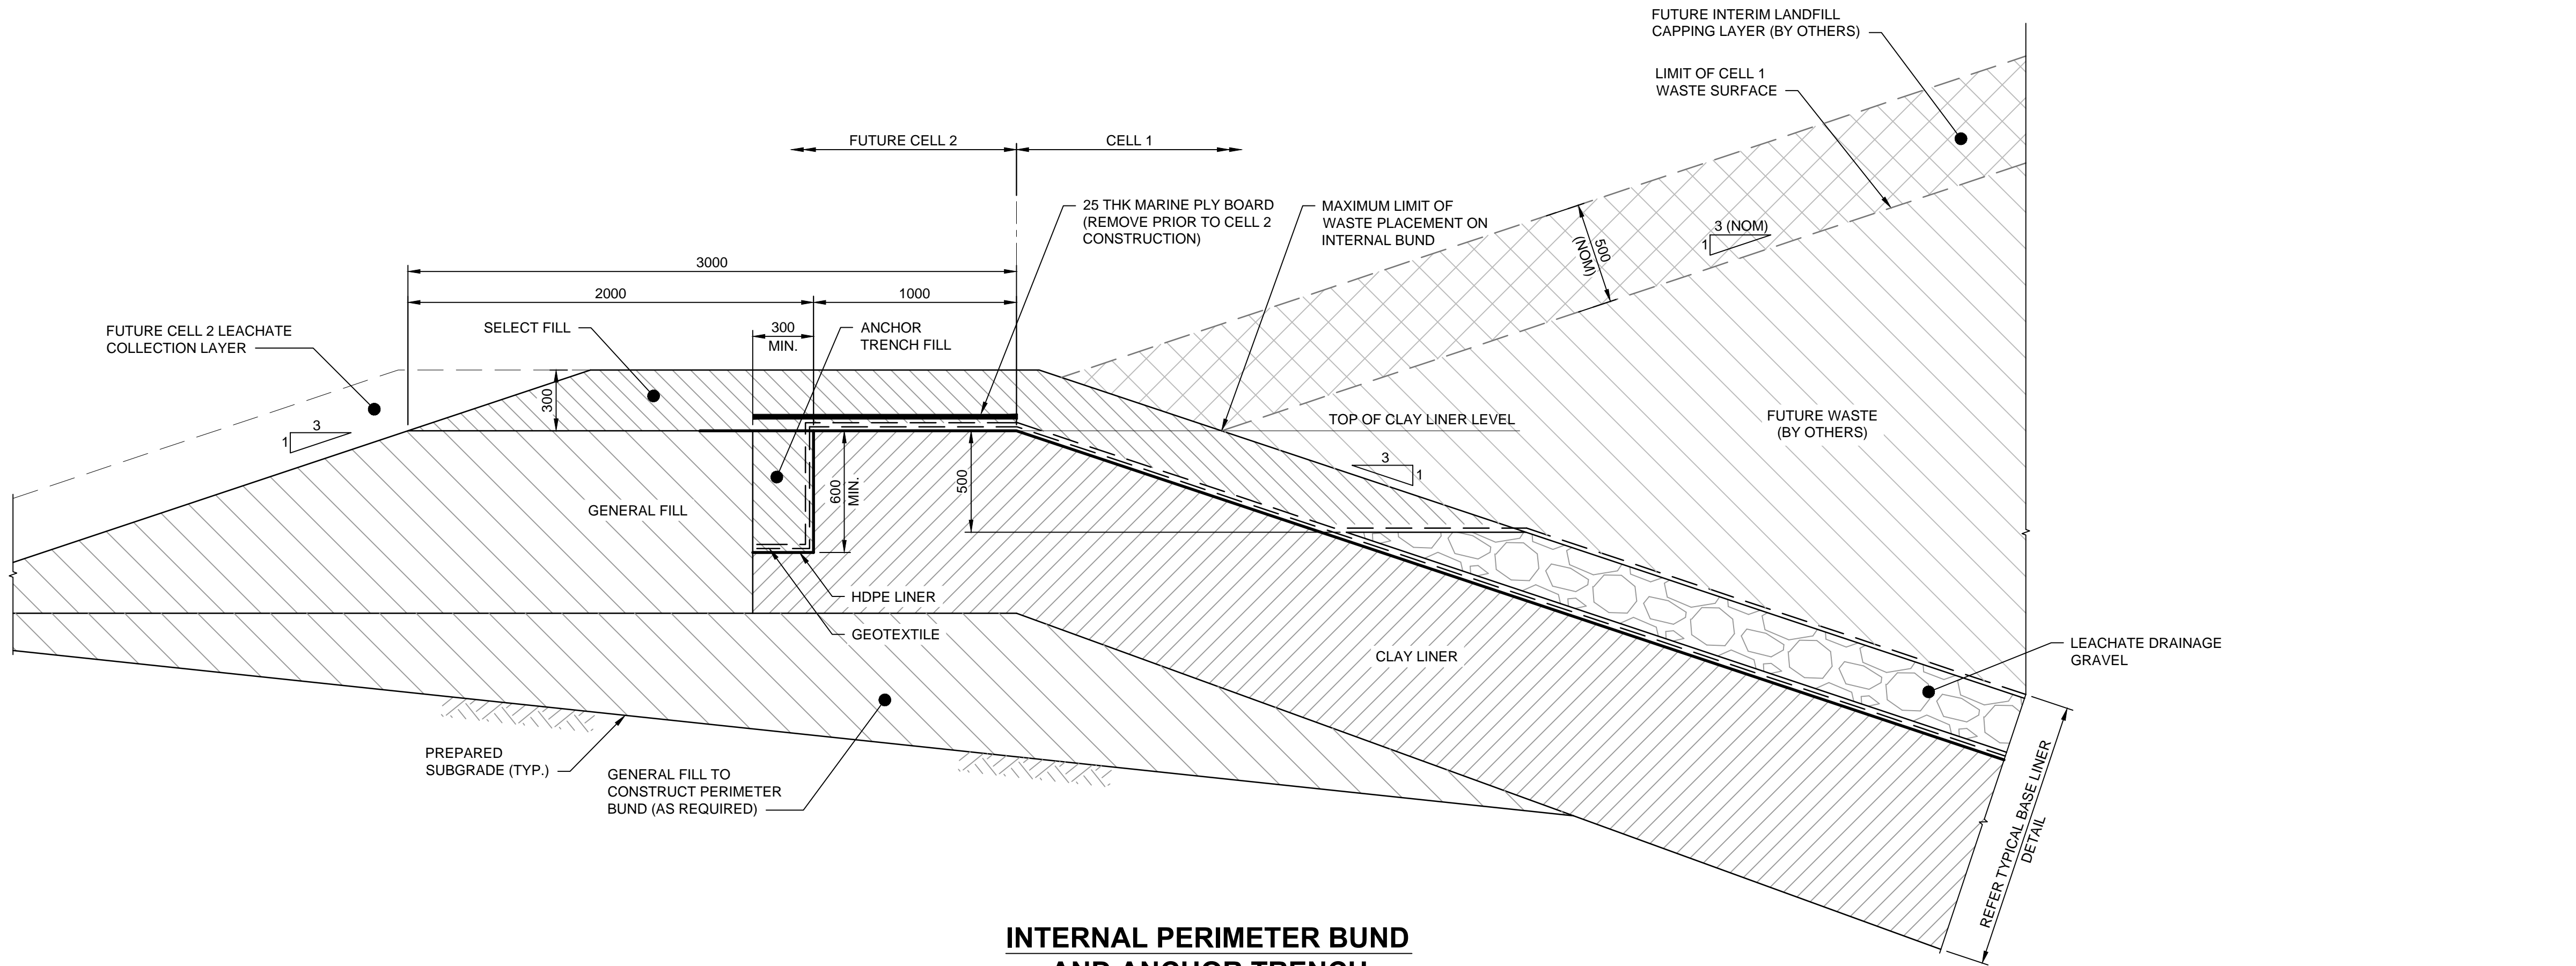 FUTURE INTERIM LANDFILL
CAPPING LAYER (BY OTHERS)
LIMIT OF CELL 1
WASTE SURFACE
FUTURE CELL 2
CELL 1
25 THK MARINE PLY BOARD
(REMOVE PRIOR TO CELL 2
CONSTRUCTION)
MAXIMUM LIMIT OF
WASTE PLACEMENT ON
INTERNAL BUND
3 (NOM)
1
500
(NOM)
3000
2000
1000
FUTURE CELL 2 LEACHATE
COLLECTION LAYER
SELECT FILL
300
MIN.
ANCHOR
TRENCH FILL
300
3
1
TOP OF CLAY LINER LEVEL
FUTURE WASTE
(BY OTHERS)
3
1
GENERAL FILL
600
MIN.
500
HDPE LINER
GEOTEXTILE
CLAY LINER
LEACHATE DRAINAGE
GRAVEL
PREPARED
SUBGRADE (TYP.)
GENERAL FILL TO
CONSTRUCT PERIMETER
BUND (AS REQUIRED)
REFER TYPICAL BASE LINER
DETAIL
INTERNAL PERIMETER BUND
AND ANCHOR TRENCH